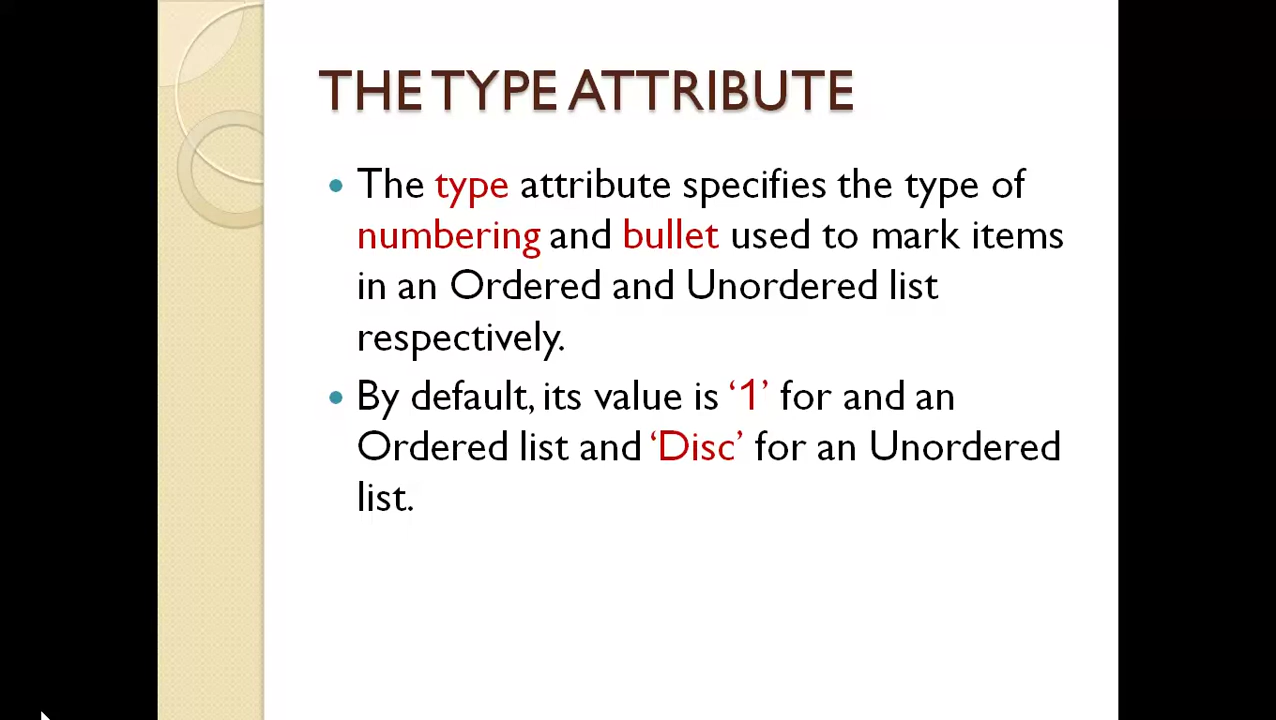 THE TYPE ATTRIBUTE
• The type attribute specifies the type of
numbering and bullet used to mark items
in an Ordered and Unordered list
respectively.
• By default, its value is ‘1’ for and an
Ordered list and ‘Disc’ for an Unordered
list.